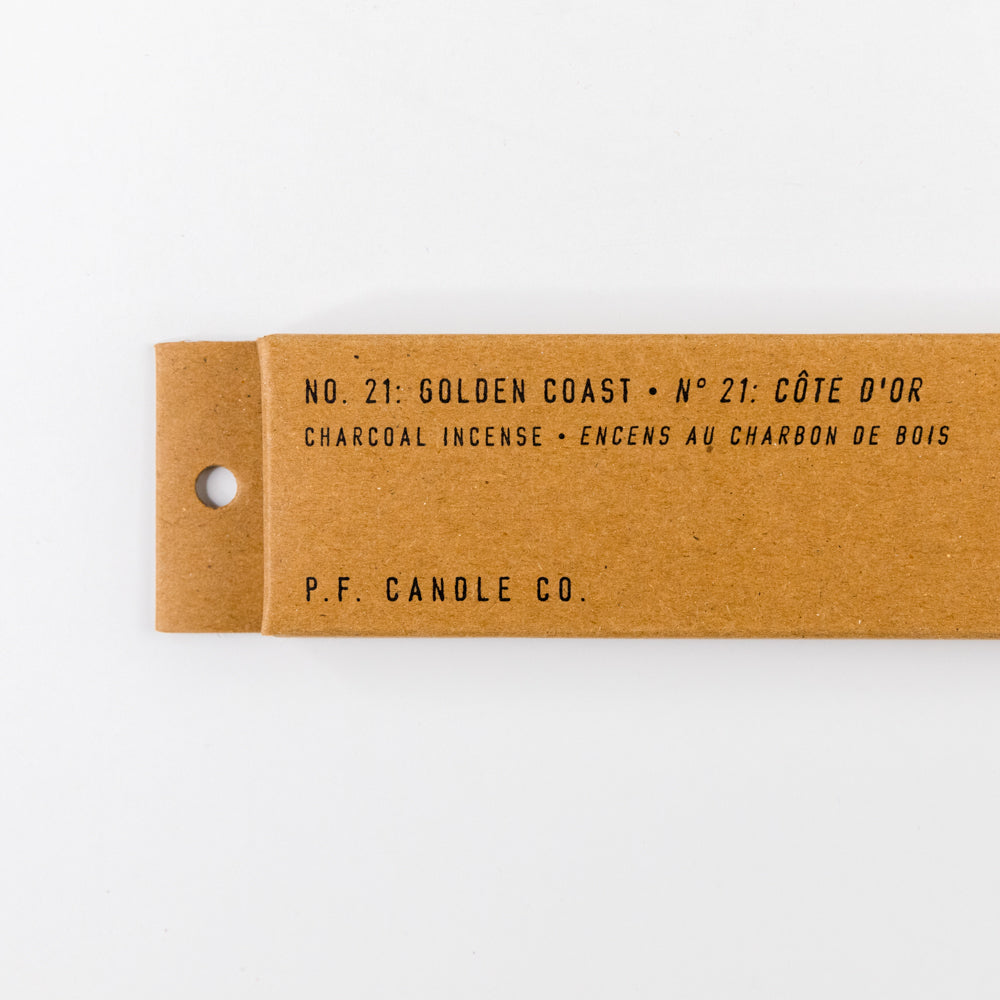 NO. 21: GOLDEN COAST • N° 21: CÔTE D'OR
CHARCOAL INCENSE • ENCENS AU CHARBON DE BOIS
P.F. CANDLE CO.